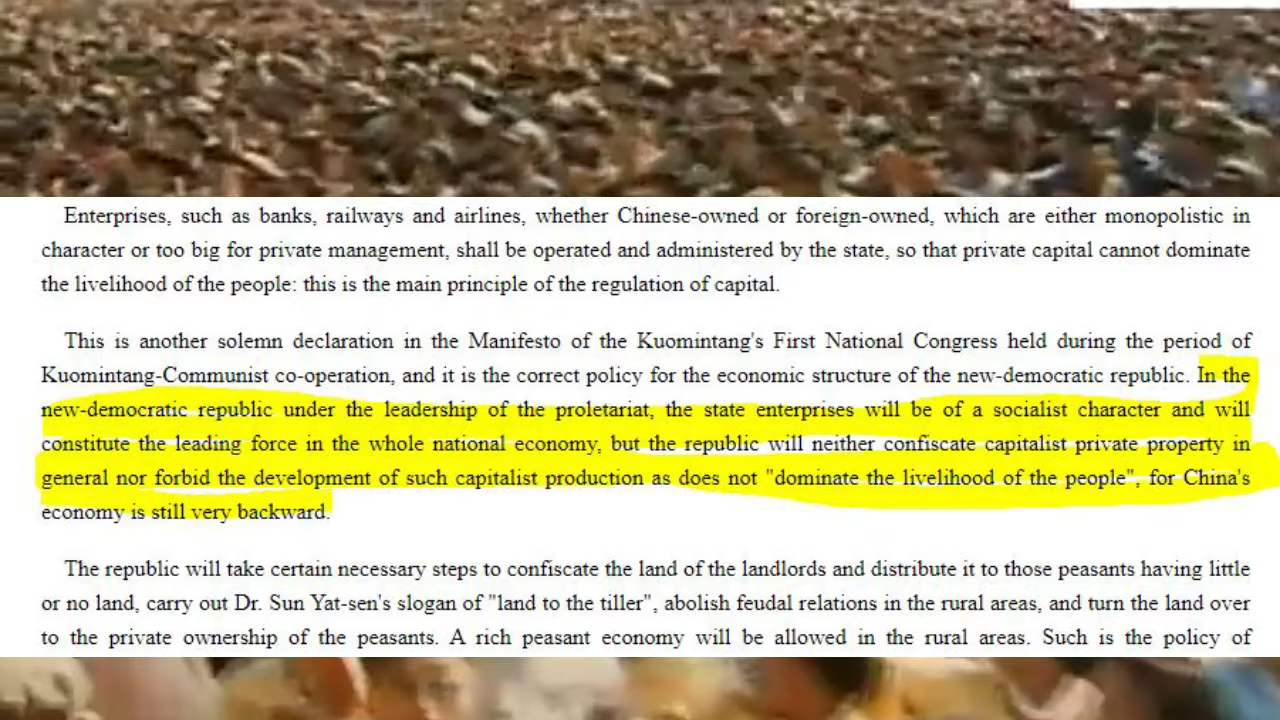 Enterprises, such as banks, railways and airlines, whether Chinese-owned or foreign-owned, which are either monopolistic in
character or too big for private management, shall be operated and administered by the state, so that private capital cannot dominate
the livelihood of the people: this is the main principle of the regulation of capital.
This is another solemn declaration in the Manifesto of the Kuomintang's First National Congress held during the period of
Kuomintang-Communist co-operation, and it is the correct policy for the economic structure of the new-democratic republic. In the
new-democratic republic under the leadership of the proletariat, the state enterprises will be of a socialist character and will
constitute the leading force in the whole national economy, but the republic will neither confiscate capitalist private property in
general nor forbid the development of such capitalist production as does not "dominate the livelihood of the people", for China's
economy is still very backward.
The republic will take certain necessary steps to confiscate the land of the landlords and distribute it to those peasants having little
or no land, carry out Dr. Sun Yat-sen's slogan of "land to the tiller", abolish feudal relations in the rural areas, and turn the land over
to the private ownership of the peasants. A rich peasant economy will be allowed in the rural areas. Such is the policy of